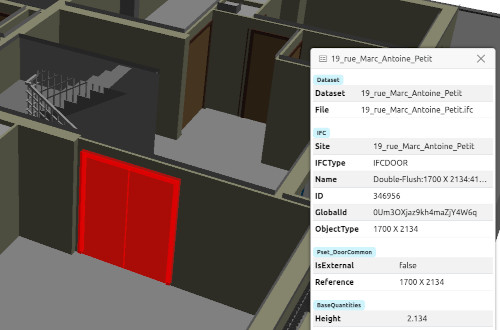 19_rue_Marc_Antoine_Petit
Dataset
Dataset 19_rue_Marc_Antoine_Petit
File 19_rue_Marc_Antoine_Petit.ifc
IFC
Site 19_rue_Marc_Antoine_Petit
IFCType IFCDOOR
Name Double-Flush:1700 X 2134:41...
ID 346956
GlobalId 0Um3OXjaz9kh4maZjY4W6q
ObjectType 1700 X 2134
Pset_DoorCommon
IsExternal false
Reference 1700 X 2134
BaseQuantities
Height 2.134